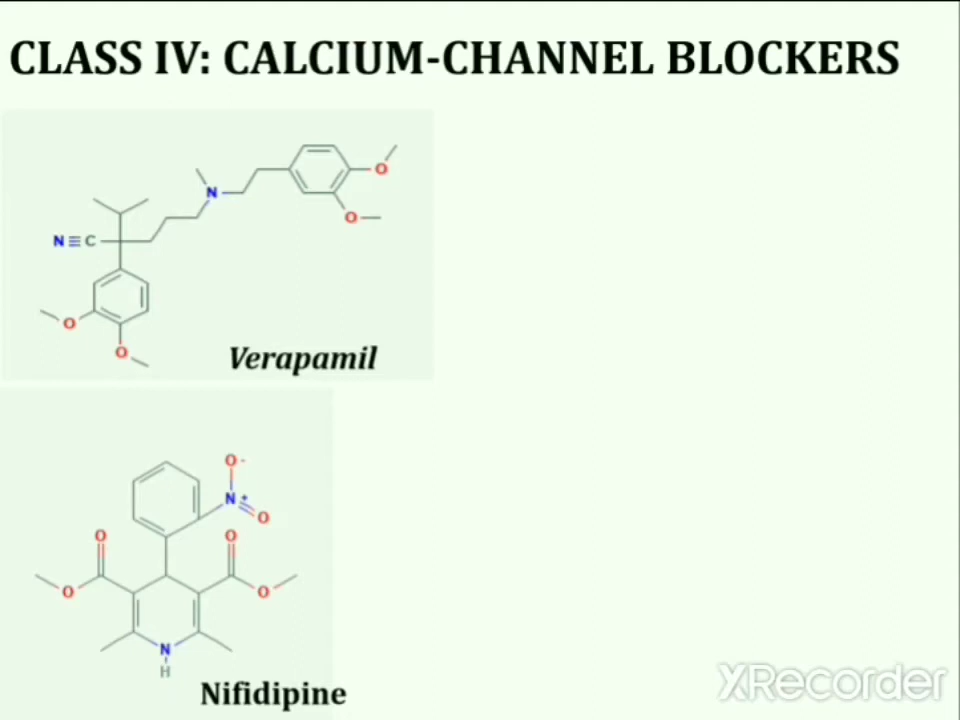 CLASS IV: CALCIUM-CHANNEL BLOCKERS
N
O
O
N≡C
O
O
Verapamil
O-
N+
O
O
O
O
O
N
H
Nifidipine
XRecorder